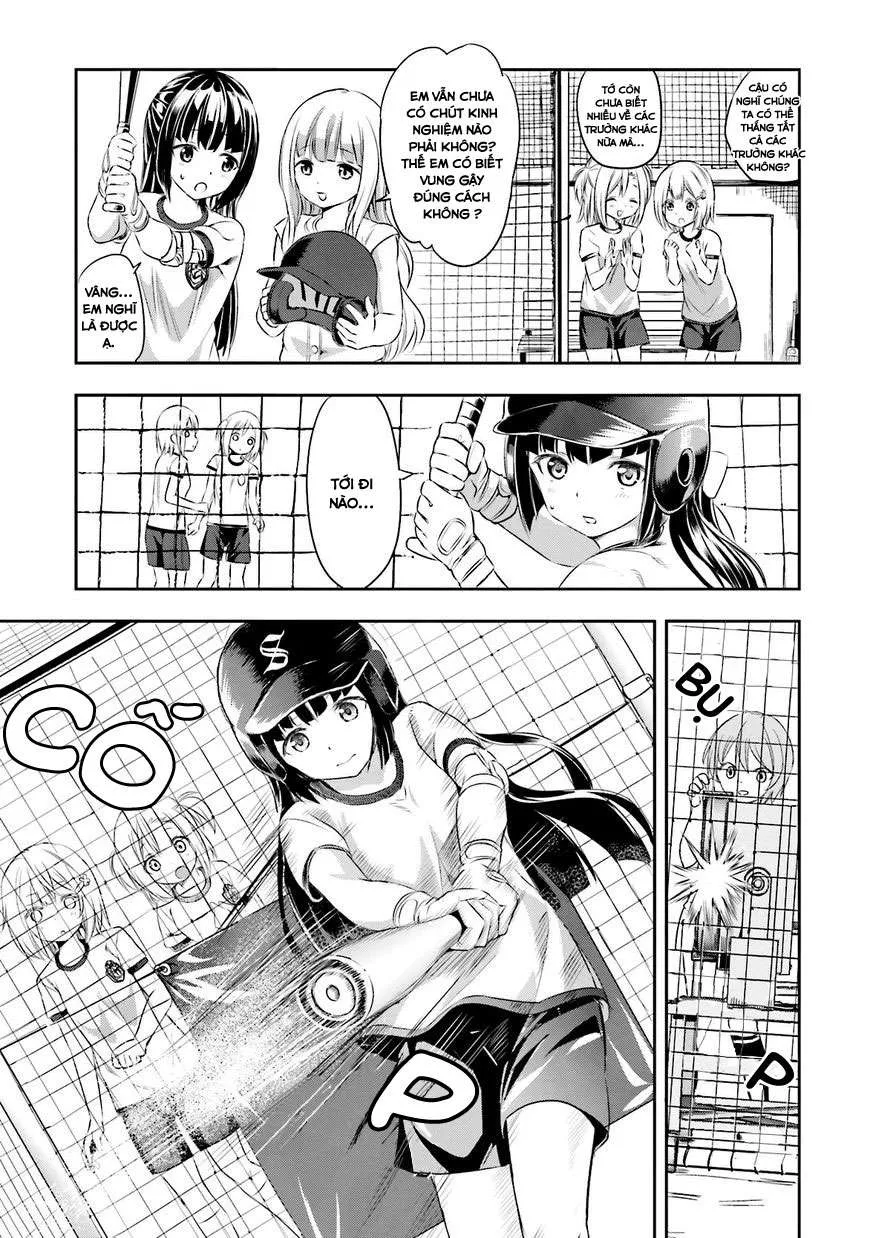 CẬU CÓ
NGHĨ CHÚNG
TA CÓ THỂ
THẮNG TẤT
CẢ CÁC
TRƯỜNG KHÁC
KHÔNG?
TỚ CÒN
CHƯA BIẾT
NHIỀU VỀ CÁC
TRƯỜNG KHÁC
NỮA MÀ...
EM VẪN CHƯA
CÓ CHÚT KINH
NGHIỆM NÀO
PHẢI KHÔNG?
THẾ EM CÓ BIẾT
VUNG GẬY
ĐÚNG CÁCH
KHÔNG ?
VÂNG...
EM NGHĨ
LÀ ĐƯỢC
Ạ.
TỚI ĐI
NÀO...
BỤ
P
S
CỐ
P